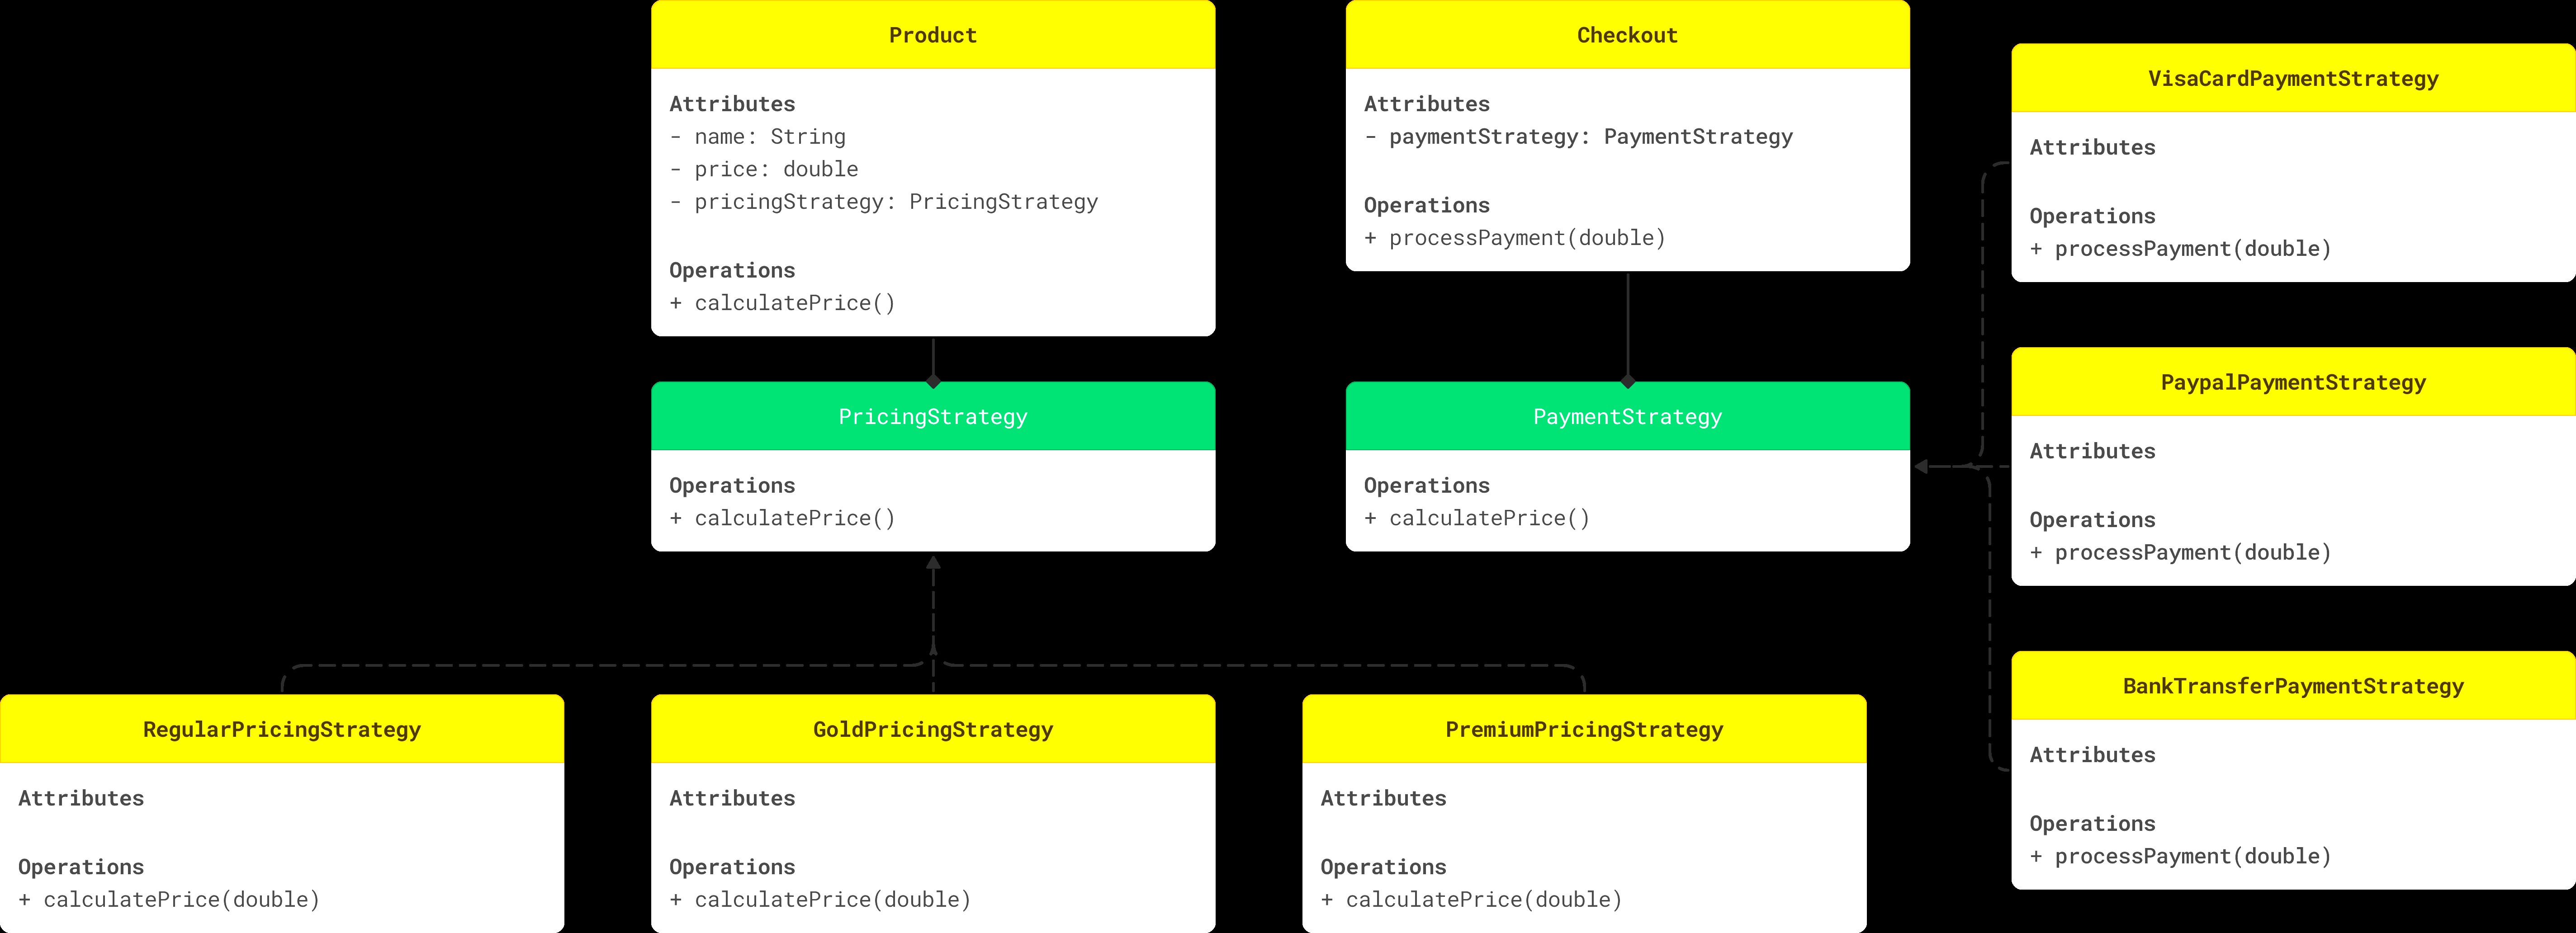 Product
Attributes
- name: String
- price: double
- pricingStrategy: PricingStrategy
Operations
+ calculatePrice()
Checkout
Attributes
- paymentStrategy: PaymentStrategy
Operations
+ processPayment(double)
VisaCardPaymentStrategy
Attributes
Operations
+ processPayment(double)
PricingStrategy
Operations
+ calculatePrice()
PaymentStrategy
Operations
+ calculatePrice()
PaypalPaymentStrategy
Attributes
Operations
+ processPayment(double)
RegularPricingStrategy
Attributes
Operations
+ calculatePrice(double)
GoldPricingStrategy
Attributes
Operations
+ calculatePrice(double)
PremiumPricingStrategy
Attributes
Operations
+ calculatePrice(double)
BankTransferPaymentStrategy
Attributes
Operations
+ processPayment(double)